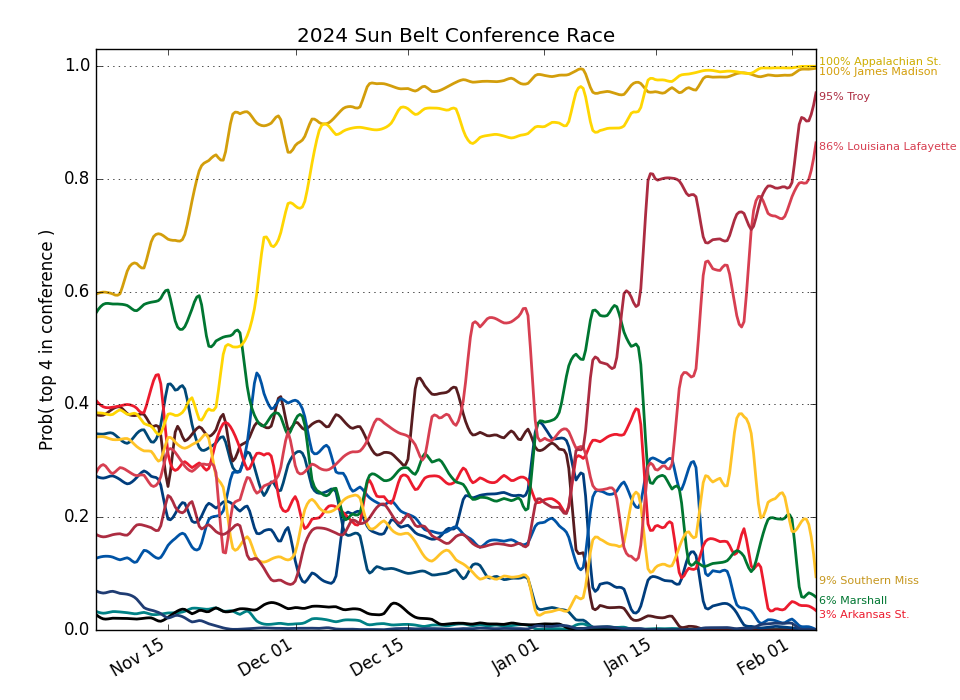 2024 Sun Belt Conference Race
Prob( top 4 in conference )
1.0
0.8
0.6
0.4
0.2
0.0
Nov 15
Dec 01
Dec 15
Jan 01
Jan 15
Feb 01
100% Appalachian St.
100% James Madison
95% Troy
86% Louisiana Lafayette
9% Southern Miss
6% Marshall
3% Arkansas St.